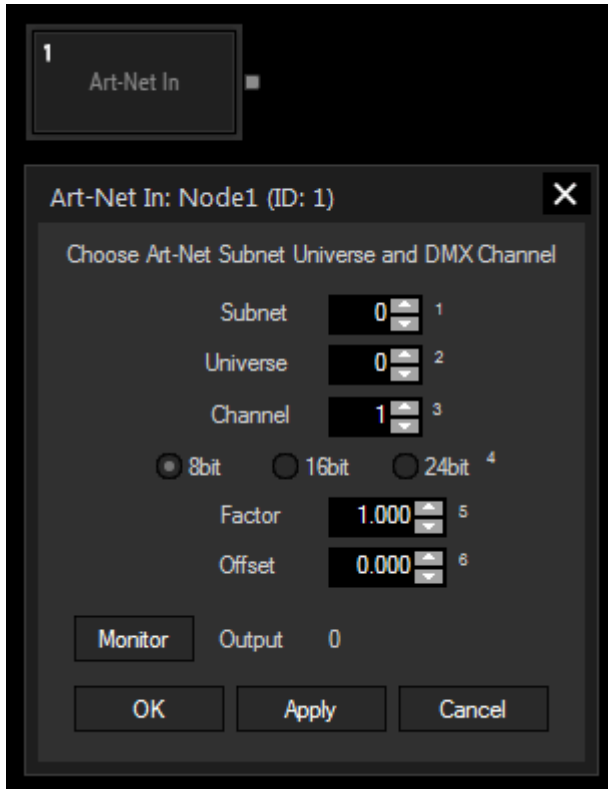 1
Art-Net In
Art-Net In: Node1 (ID: 1)
Choose Art-Net Subnet Universe and DMX Channel
Subnet 0 1
Universe 0 2
Channel 1 3
8bit 16bit 24bit 4
Factor 1.000 5
Offset 0.000 6
Monitor Output 0
OK Apply Cancel